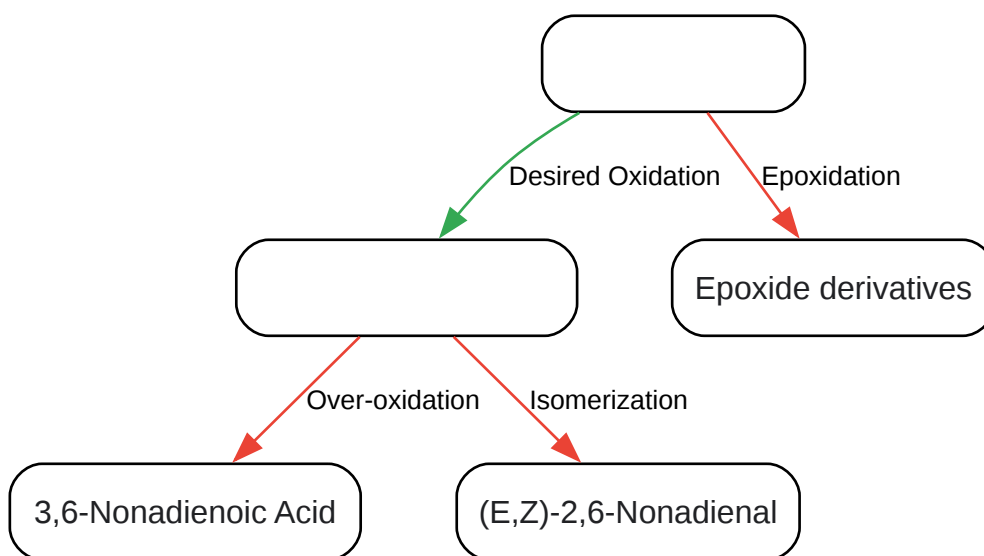 Desired Oxidation
Epoxidation
Epoxide derivatives
Over-oxidation
Isomerization
3,6-Nonadienoic Acid
(E,Z)-2,6-Nonadienal